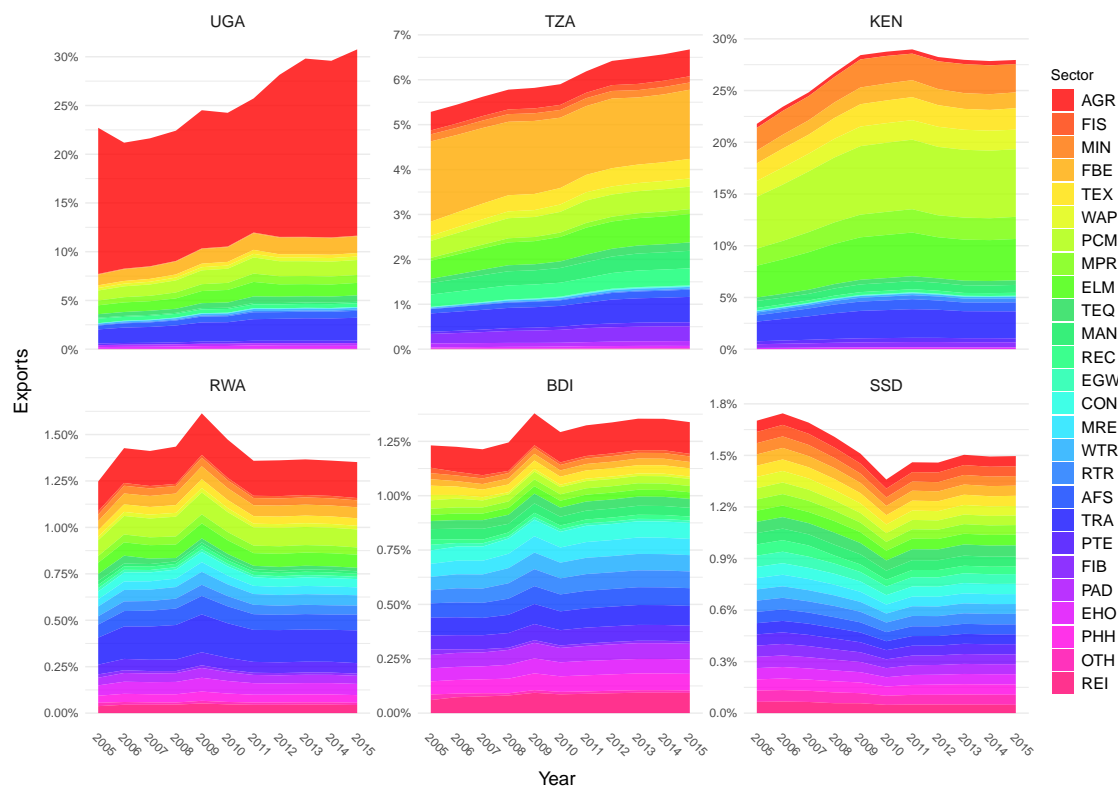 UGA
TZA
KEN
30%
25%
20%
15%
10%
5%
0%
7%
6%
5%
4%
3%
2%
1%
0%
30%
25%
20%
15%
10%
5%
0%
RWA
BDI
SSD
1.50%
1.25%
1.00%
0.75%
0.50%
0.25%
0.00%
1.25%
1.00%
0.75%
0.50%
0.25%
0.00%
1.8%
1.5%
1.2%
0.9%
0.6%
0.3%
0.0%
2005 2006 2007 2008 2009 2010 2011 2012 2013 2014 2015
2005 2006 2007 2008 2009 2010 2011 2012 2013 2014 2015
2005 2006 2007 2008 2009 2010 2011 2012 2013 2014 2015
Exports
Year
Sector
AGR
FIS
MIN
FBE
TEX
WAP
PCM
MPR
ELM
TEQ
MAN
REC
EGW
CON
MRE
WTR
RTR
AFS
TRA
PTE
FIB
PAD
EHO
PHH
OTH
REI